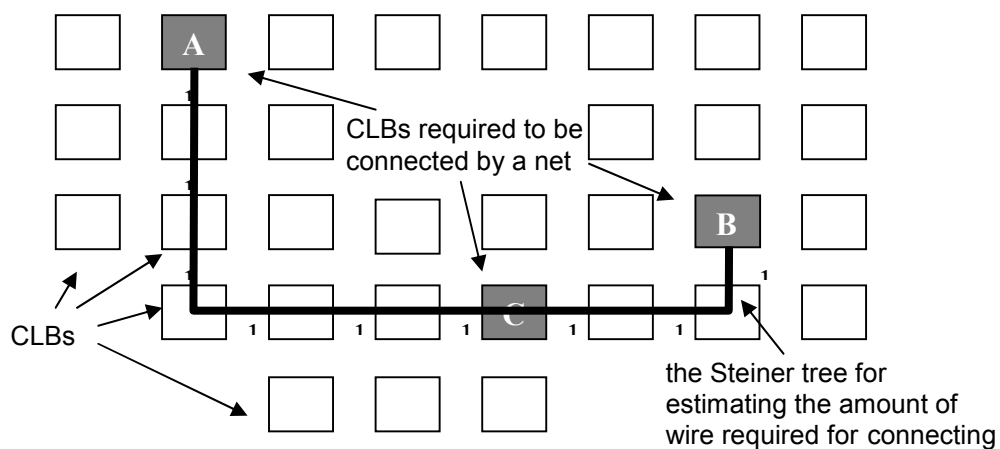 A
1
CLBs required to be
connected by a net
1
B
1
1
C
1
1
1
1
1
CLBs
the Steiner tree for
estimating the amount of
wire required for connecting